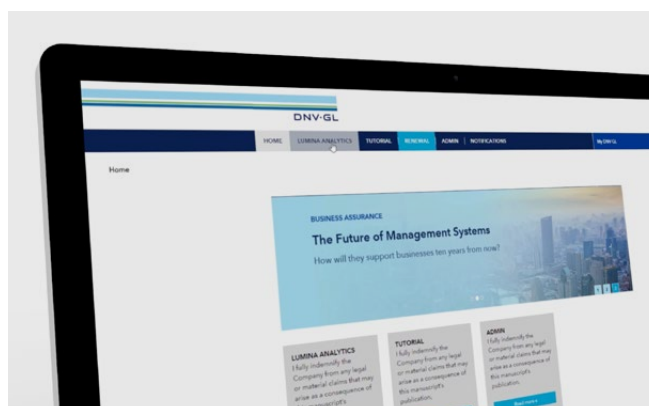 DNV·GL
HOME LUMINA ANALYTICS TUTORIAL RENEWAL ADMIN NOTIFICATIONS My DNV GL
Home
BUSINESS ASSURANCE
The Future of Management Systems
How will they support businesses ten years from now?
LUMINA ANALYTICS
I fully indemnify the
Company from any legal
or material claims that may
arise as a consequence of
this manuscript's
TUTORIAL
I fully indemnify the
Company from any legal
or material claims that may
arise as a consequence of
this manuscript's
publication.
ADMIN
I fully indemnify the
Company from any legal
or material claims that may
arise as a consequence of
this manuscript's
publication.
Read more